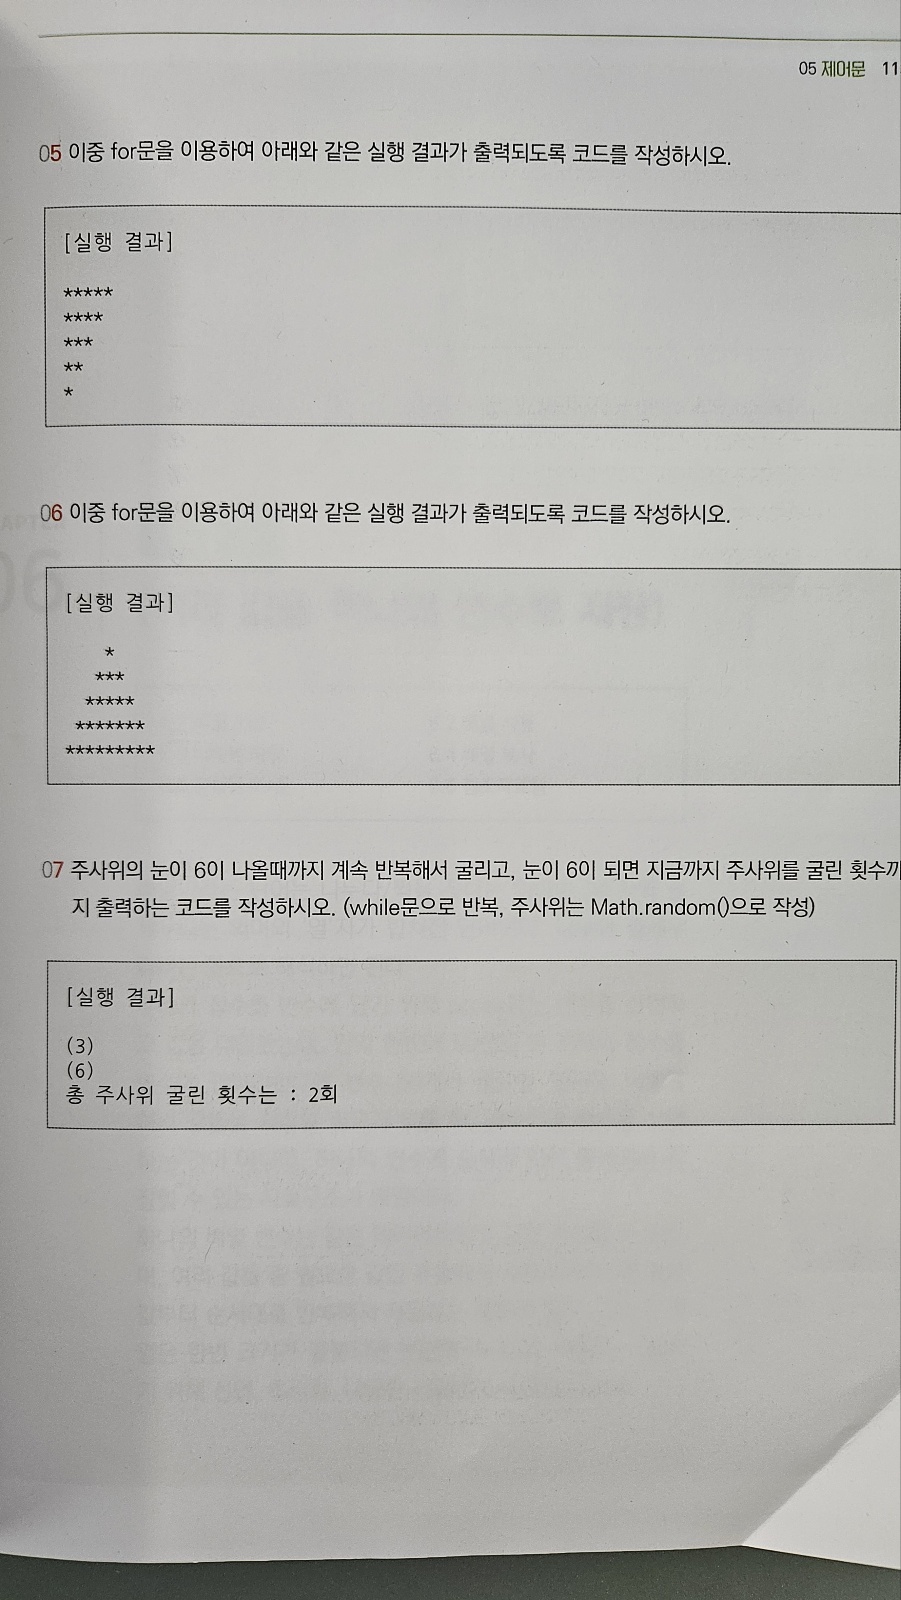 05 제어문
05 이중 for문을 이용하여 아래와 같은 실행 결과가 출력되도록 코드를 작성하시오.
[실행 결과]
*****
****
***
**
*
06 이중 for문을 이용하여 아래와 같은 실행 결과가 출력되도록 코드를 작성하시오.
[실행 결과]
    *
   ***
  *****
 *******
*********
07 주사위의 눈이 6이 나올때까지 계속 반복해서 굴리고, 눈이 6이 되면 지금까지 주사위를 굴린 횟수까
지 출력하는 코드를 작성하시오. (while문으로 반복, 주사위는 Math.random()으로 작성)
[실행 결과]
(3)
(6)
총 주사위 굴린 횟수는 : 2회